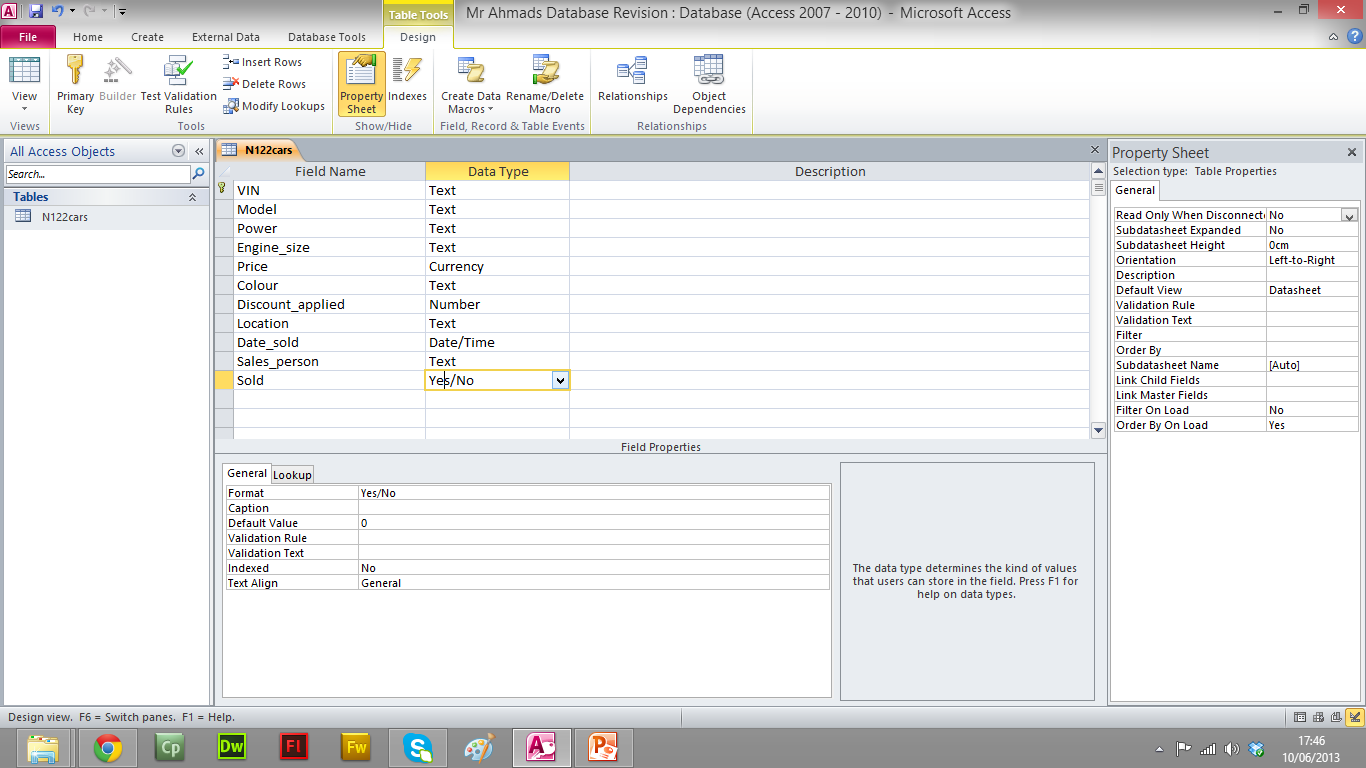 Mr Ahmads Database Revision : Database (Access 2007 - 2010) - Microsoft Access
Table Tools
File Home Create External Data Database Tools Design
View
Views
Primary Key
Builder
Test Validation Rules
Insert Rows
Delete Rows
Modify Lookups
Tools
Property Sheet
Indexes
Show/Hide
Create Data Macros
Rename/Delete Macro
Field, Record & Table Events
Relationships
Object Dependencies
Relationships
All Access Objects
Search...
Tables
N122cars
N122cars
Field Name Data Type Description
VIN Text
Model Text
Power Text
Engine_size Text
Price Currency
Colour Text
Discount_applied Number
Location Text
Date_sold Date/Time
Sales_person Text
Sold Yes/No
Field Properties
General Lookup
Format Yes/No
Caption
Default Value 0
Validation Rule
Validation Text
Indexed No
Text Align General
The data type determines the kind of values
that users can store in the field. Press F1 for
help on data types.
Property Sheet
Selection type: Table Properties
General
Read Only When Disconnecte No
Subdatasheet Expanded No
Subdatasheet Height 0cm
Orientation Left-to-Right
Description
Default View Datasheet
Validation Rule
Validation Text
Filter
Order By
Subdatasheet Name [Auto]
Link Child Fields
Link Master Fields
Filter On Load No
Order By On Load Yes
Design view. F6 = Switch panes. F1 = Help.
Cp Dw Fl Fw S A P
17:46
10/06/2013